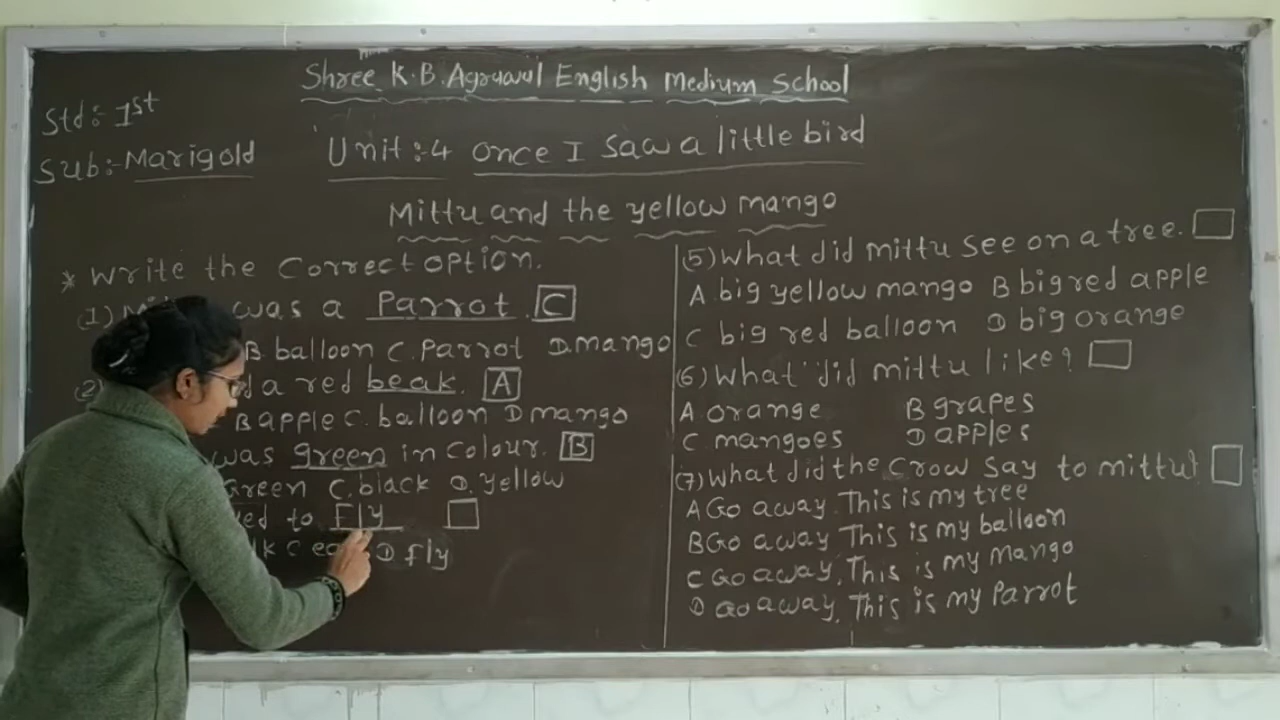 Shree K.B. Agrawal English Medium School
Std:- 1st
Sub:- Marigold
Unit:-4 Once I saw a little bird
Mittu and the yellow mango
* Write the Correct option.
(1) was a Parrot. C
B. balloon C. Parrot D. mango
(2) a red beak. A
B apple C. balloon D mango
was green in colour. B
Green C. black D. yellow
to Fly
C D fly
(5) What did mittu see on a tree.
A. big yellow mango B big red apple
C big red balloon D big orange
(6) What did mittu like?
A orange B grapes
C. mangoes D apples
(7) What did the Crow say to mittu?
A Go away. This is my tree
B Go away. This is my balloon
C Go away, This is my Mango
D Go away, This is my Parrot